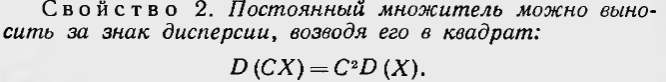 Свойство 2. Постоянный множитель можно выно-
сить за знак дисперсии, возводя его в квадрат:
D (CX) = C²D (X).